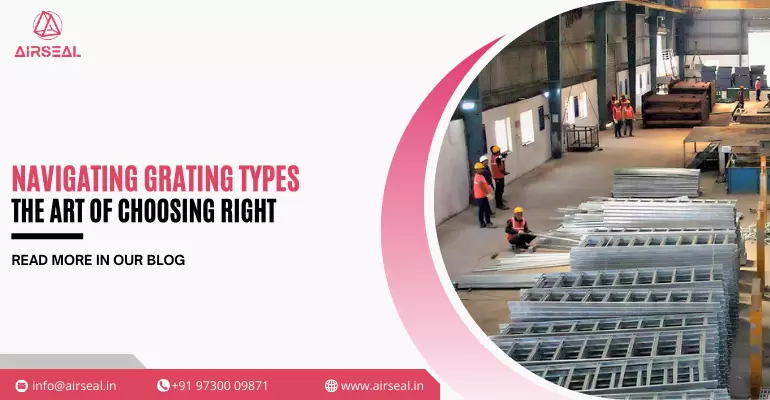 AIRSEAL
NAVIGATING GRATING TYPES
THE ART OF CHOOSING RIGHT
READ MORE IN OUR BLOG
info@airseal.in
+91 97300 09871
www.airseal.in